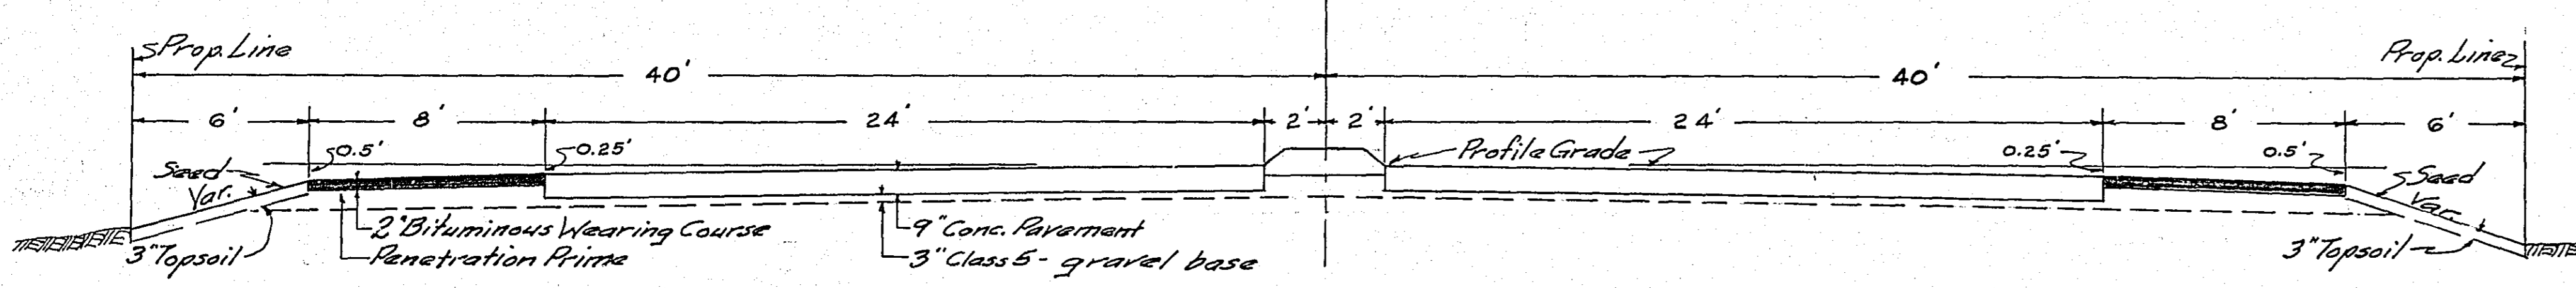 Prop. Line
Prop. Line
40'
40'
6'
8'
24'
2'
2'
24'
8'
6'
0.5'
0.25'
Profile Grade
0.25'
0.5'
Seed
Var.
Seed
Var.
2" Bituminous Wearing Course
9" Conc. Pavement
3" Topsoil
Penetration Prime
3" Class 5 - gravel base
3" Topsoil